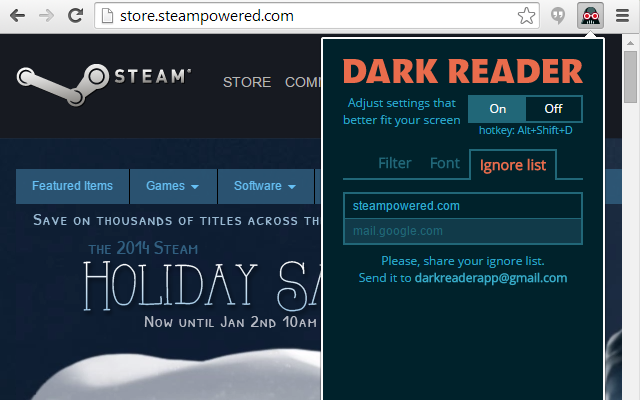 store.steampowered.com
STEAM®
STORE
DARK READER
Adjust settings that
better fit your screen
On Off
hotkey: Alt+Shift+D
Filter Font Ignore list
steampowered.com
mail.google.com
Please, share your ignore list.
Send it to darkreaderapp@gmail.com
Featured Items Games Software
SAVE ON THOUSANDS OF TITLES ACROSS THE
THE 2014 STEAM
HOLIDAY SA
NOW UNTIL JAN 2ND 10AM